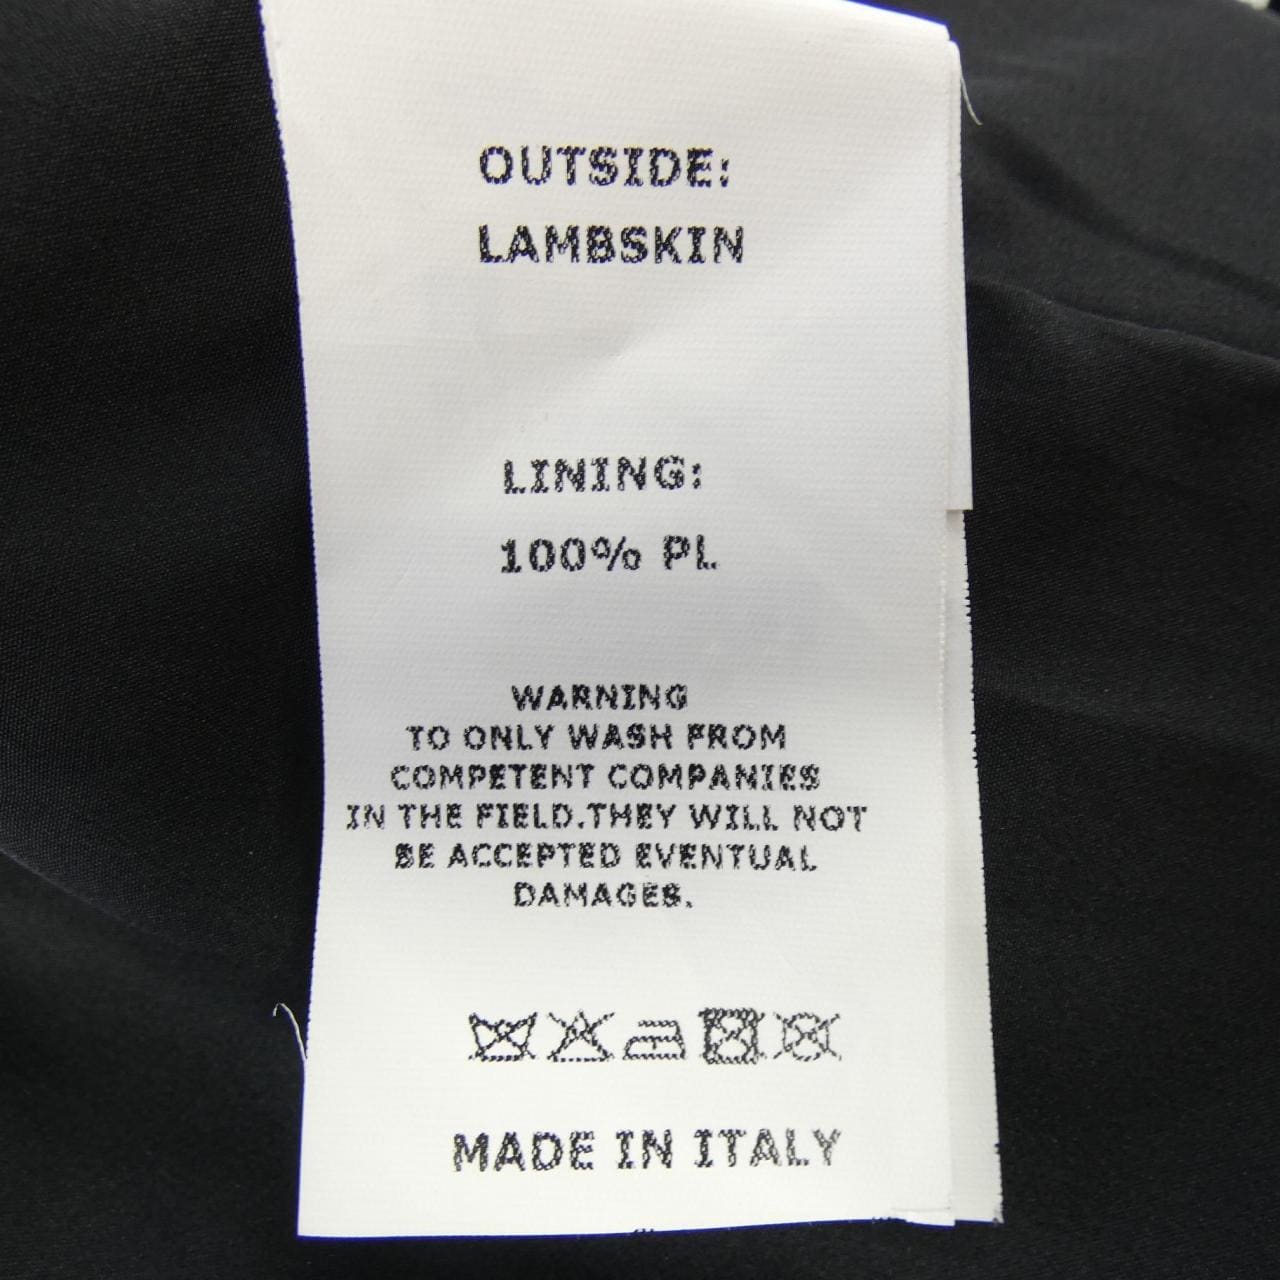 OUTSIDE:
LAMBSKIN
LINING:
100% PL
WARNING
TO ONLY WASH FROM
COMPETENT COMPANIES
IN THE FIELD.THEY WILL NOT
BE ACCEPTED EVENTUAL
DAMAGES.
MADE IN ITALY